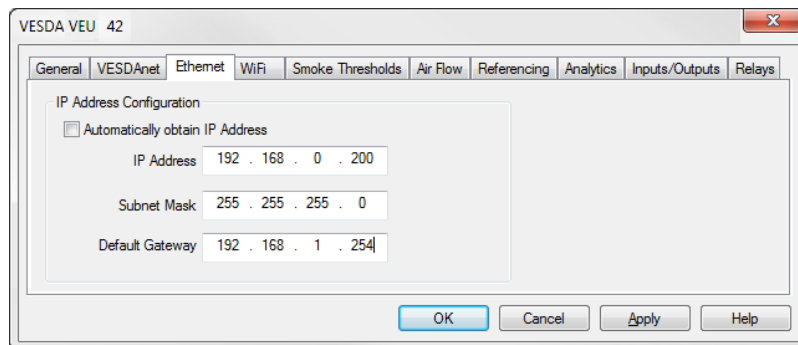 VESDA VEU 42
General VESDAnet Ethernet WiFi Smoke Thresholds Air Flow Referencing Analytics Inputs/Outputs Relays
IP Address Configuration
Automatically obtain IP Address
IP Address 192 . 168 . 0 . 200
Subnet Mask 255 . 255 . 255 . 0
Default Gateway 192 . 168 . 1 . 254
OK Cancel Apply Help